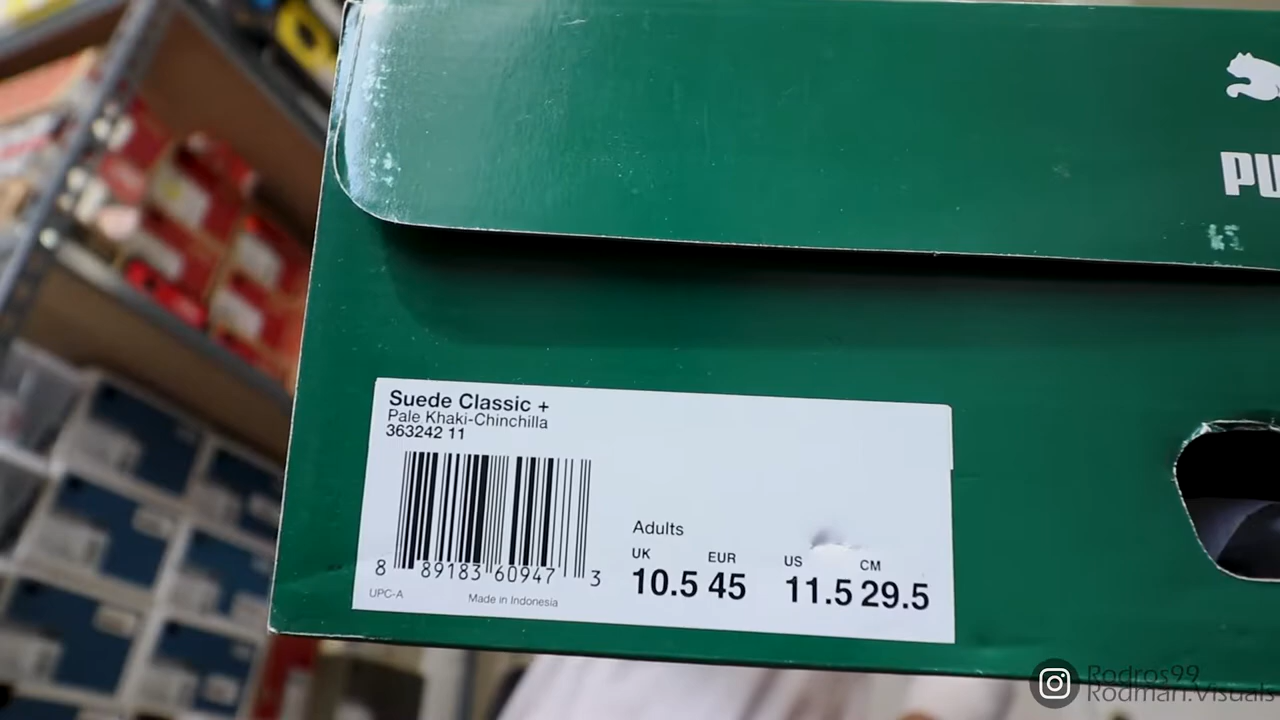 PU
Suede Classic +
Pale Khaki-Chinchilla
363242 11
8 89183 60947 3
UPC-A
Made in Indonesia
Adults
UK EUR US CM
10.5 45 11.5 29.5
Rodros99
Rodman.Visuals